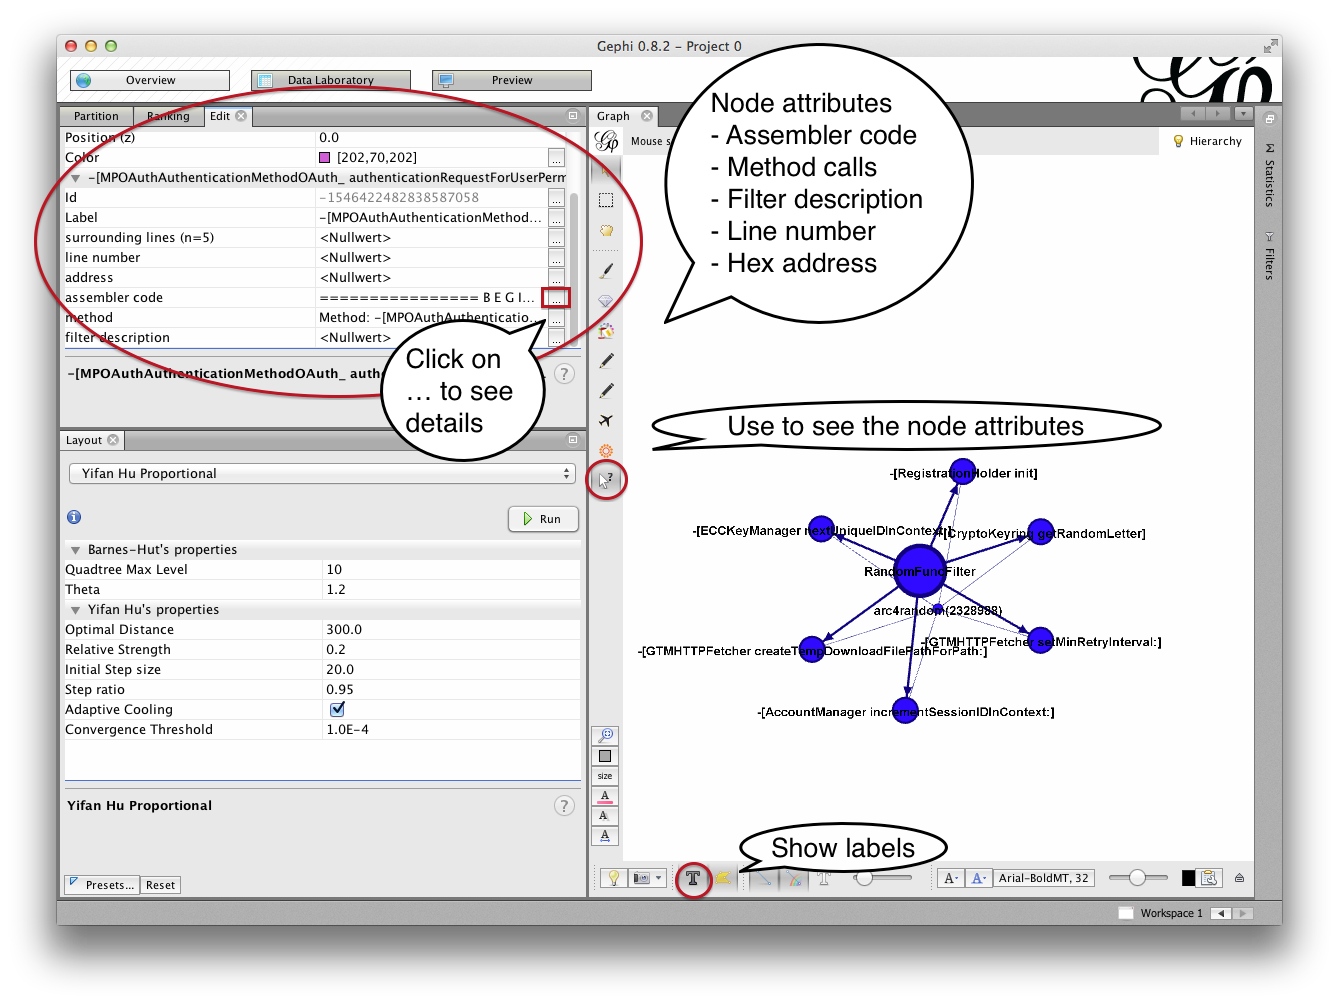 Gephi 0.8.2 – Project 0
Overview
Data Laboratory
Preview
Partition
Ranking
Edit
Position (z) 0.0
Color [202,70,202] ...
-[MPOAuthAuthenticationMethodOAuth_ authenticationRequestForUserPerm
Id -1546422482838587058 ...
Label -[MPOAuthAuthenticationMethod... ...
surrounding lines (n=5) <Nullwert> ...
line number <Nullwert> ...
address <Nullwert> ...
assembler code ================ B E G I... ...
method Method: -[MPOAuthAuthenticatio... ...
filter description <Nullwert> ...
-[MPOAuthAuthenticationMethodOAuth_ auth
?
Click on
… to see
details
Layout
Yifan Hu Proportional
Run
Barnes-Hut's properties
Quadtree Max Level 10
Theta 1.2
Yifan Hu's properties
Optimal Distance 300.0
Relative Strength 0.2
Initial Step size 20.0
Step ratio 0.95
Adaptive Cooling
Convergence Threshold 1.0E-4
Yifan Hu Proportional
?
Presets...
Reset
Graph
Mouse s
Hierarchy
Statistics
Filters
Node attributes
- Assembler code
- Method calls
- Filter description
- Line number
- Hex address
Use to see the node attributes
-[RegistrationHolder init]
-[ECCKeyManager nextUniqueIDInContext:]
-[CryptoKeyring getRandomLetter]
RandomFuncFilter
arc4random(2328988)
-[GTMHTTPFetcher setMinRetryInterval:]
-[GTMHTTPFetcher createTempDownloadFilePathForPath:]
-[AccountManager incrementSessionIDInContext:]
size
A
A
A
Show labels
T
T
A
A
Arial-BoldMT, 32
Workspace 1